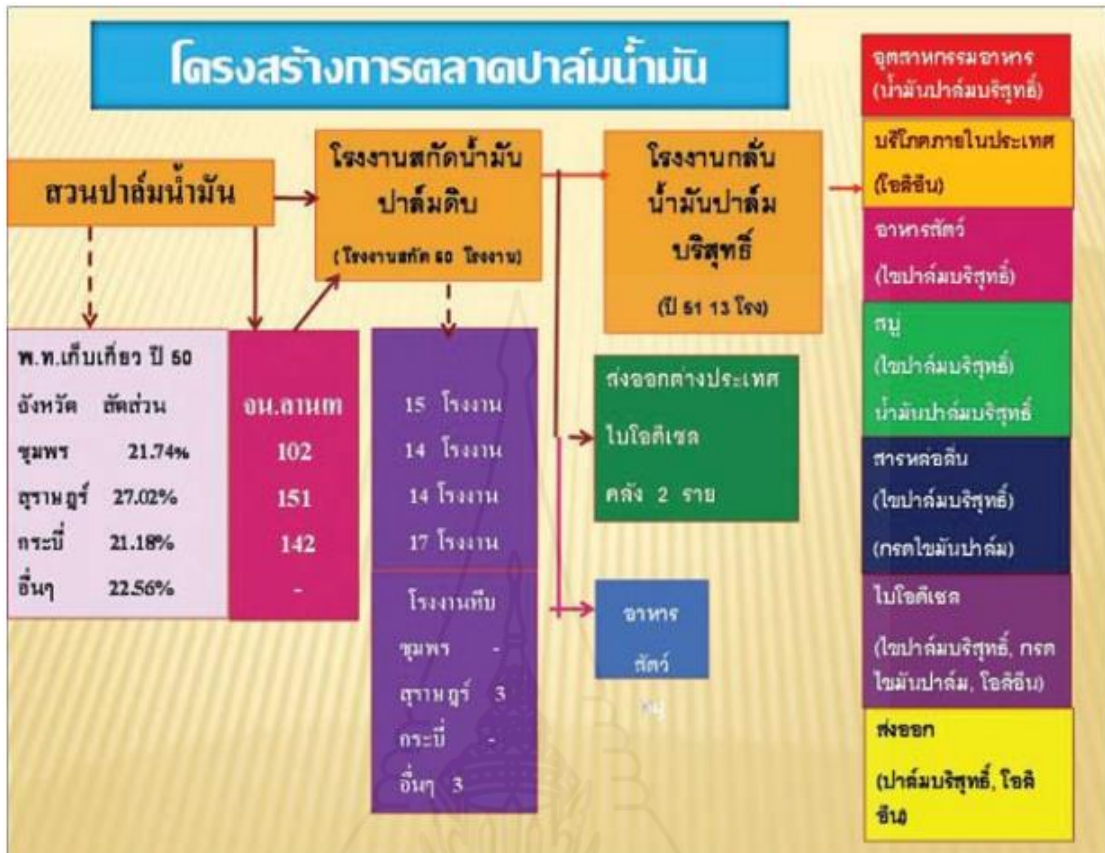 โครงสร้างการตลาดปาล์มน้ำมัน
สวนปาล์มน้ำมัน
โรงงานสกัดน้ำมัน
ปาล์มดิบ
(โรงงานสกัด 60 โรงงาน)
โรงงานกลั่น
น้ำมันปาล์ม
บริสุทธิ์
(ปี 51 13 โรง)
พ.ท.เก็บเกี่ยว ปี 50
จังหวัด สัดส่วน
ชุมพร 21.74%
สุราษฎร์ 27.02%
กระบี่ 21.18%
อื่นๆ 22.56%
จน.ลานเท
102
151
142
-
15 โรงงาน
14 โรงงาน
14 โรงงาน
17 โรงงาน
โรงงานหีบ
ชุมพร -
สุราษฎร์ 3
กระบี่ -
อื่นๆ 3
ส่งออกต่างประเทศ
ไบโอดีเซล
คลัง 2 ราย
อาหาร
สัตว์
อุตสาหกรรมอาหาร
(น้ำมันปาล์มบริสุทธิ์)
บริโภคภายในประเทศ
(โอลิอีน)
อาหารสัตว์
(ไขปาล์มบริสุทธิ์)
สบู่
(ไขปาล์มบริสุทธิ์)
น้ำมันปาล์มบริสุทธิ์
สารหล่อลื่น
(ไขปาล์มบริสุทธิ์)
(กรดไขมันปาล์ม)
ไบโอดีเซล
(ไขปาล์มบริสุทธิ์, กรด
ไขมันปาล์ม, โอลิอีน)
ส่งออก
(ปาล์มบริสุทธิ์, โอลิ
อีน)